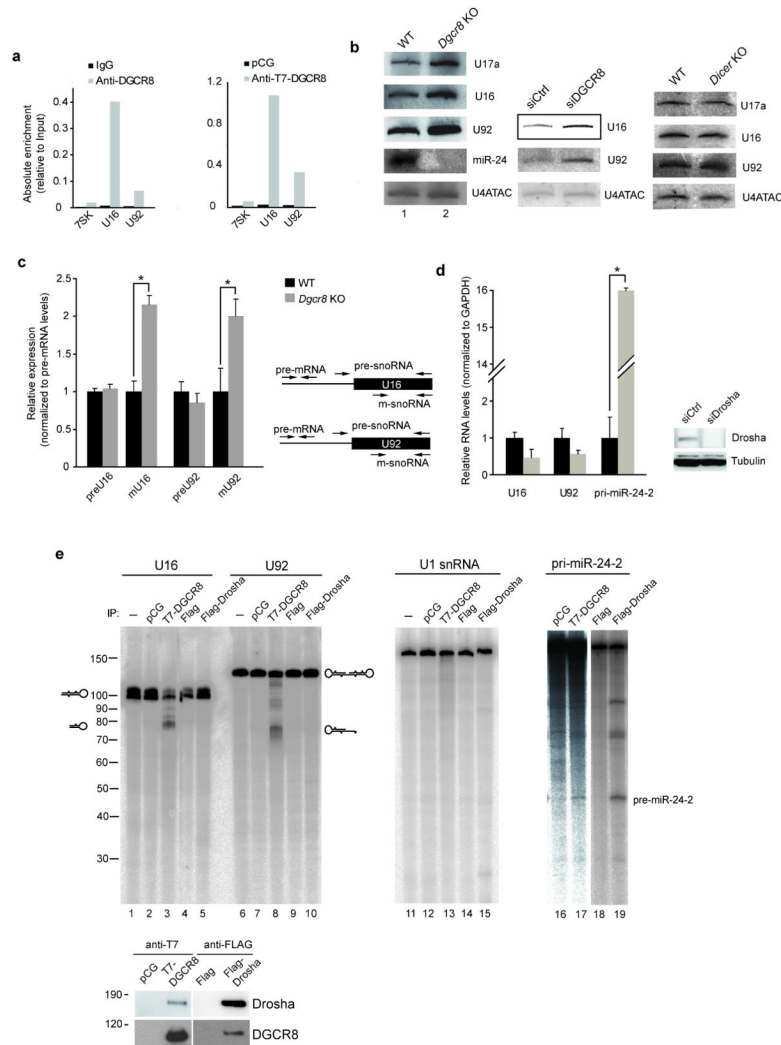 a
IgG
Anti-DGCR8
pCG
Anti-T7-DGCR8
Absolute enrichment
(relative to Input)
0.4
0.3
0.2
0.1
0.0
1.2
0.8
0.4
0
7SK
U16
U92
7SK
U16
U92
b
WT
Dgcr8 KO
U17a
U16
U92
miR-24
U4ATAC
1 2
siCtrl
siDGCR8
U16
U92
U4ATAC
WT
Dicer KO
U17a
U16
U92
U4ATAC
c
Relative expression
(normalized to pre-mRNA levels)
2.5
2
1.5
1
0.5
0
*
*
preU16
mU16
preU92
mU92
WT
Dgcr8 KO
pre-mRNA
pre-snoRNA
U16
m-snoRNA
pre-mRNA
pre-snoRNA
U92
m-snoRNA
d
Relative RNA levels (normalized to GAPDH)
16
15
14
4
3
2
1
0
*
U16
U92
pri-miR-24-2
siCtrl
siDrosha
Drosha
Tubulin
e
U16
U92
U1 snRNA
pri-miR-24-2
IP:
–
pCG
T7-DGCR8
Flag
Flag-Drosha
–
pCG
T7-DGCR8
Flag
Flag-Drosha
–
pCG
T7-DGCR8
Flag
Flag-Drosha
pCG
T7-DGCR8
Flag
Flag-Drosha
150
100
90
80
70
60
50
40
30
pre-miR-24-2
1 2 3 4 5 6 7 8 9 10
11 12 13 14 15
16 17 18 19
anti-T7
anti-FLAG
pCG
T7-
DGCR8
Flag
Flag-
Drosha
190
Drosha
120
DGCR8